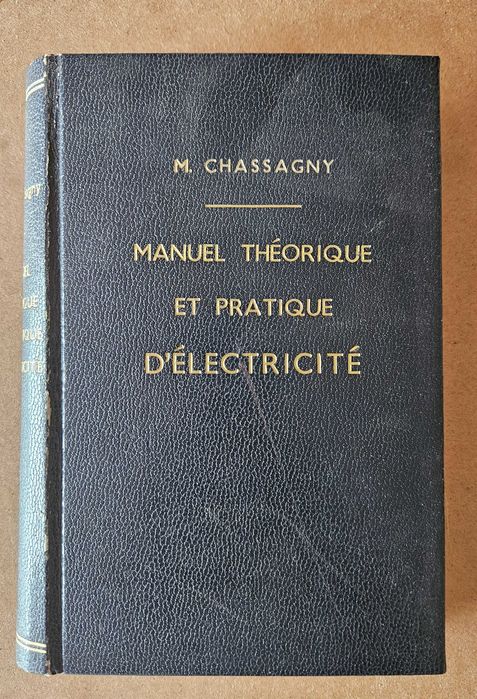 M. CHASSAGNY
MANUEL THÉORIQUE
ET PRATIQUE
D'ÉLECTRICITÉ